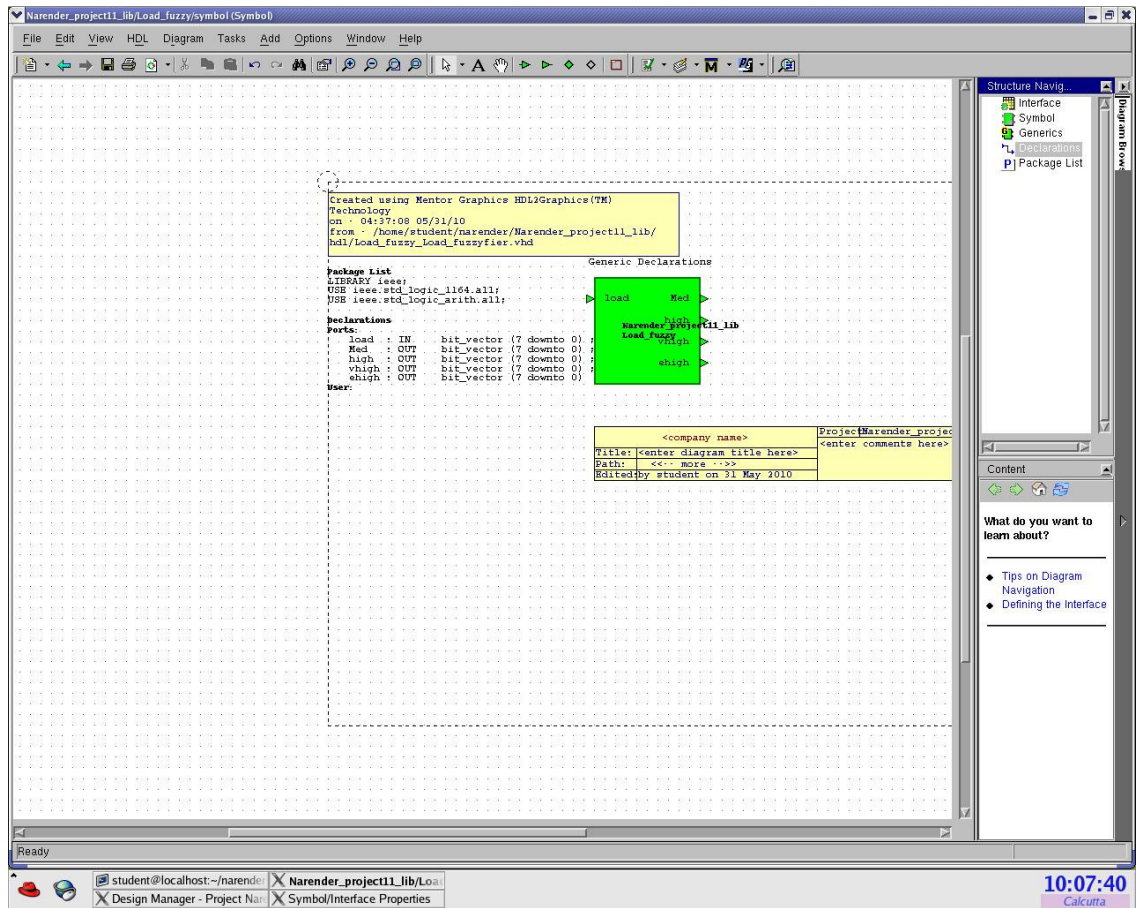 Narender_project11_lib/Load_fuzzy/symbol (Symbol)
File Edit View HDL Diagram Tasks Add Options Window Help
Structure Navig...
Interface
Symbol
Generics
Declarations
Package List
Diagram Brows
Created using Mentor Graphics HDL2Graphics(TM)
Technology
on - 04:37:08 05/31/10
from - /home/student/narender/Narender_project11_lib/
hdl/Load_fuzzy_Load_fuzzyfier.vhd
Generic Declarations
Package List
LIBRARY ieee;
USE ieee.std_logic_1164.all;
USE ieee.std_logic_arith.all;
Declarations
Ports:
load : IN bit_vector (7 downto 0) ;
Med : OUT bit_vector (7 downto 0) ;
high : OUT bit_vector (7 downto 0) ;
vhigh : OUT bit_vector (7 downto 0) ;
ehigh : OUT bit_vector (7 downto 0) ;
User:
load Med
high
Narender_project11_lib
Load_fuzzy
vhigh
ehigh
<company name>
Project: Narender_projec
<enter comments here>
Title: <enter diagram title here>
Path: <<-- more -->>
Edited: by student on 31 May 2010
Content
What do you want to
learn about?
Tips on Diagram
Navigation
Defining the Interface
Ready
student@localhost:~/narender
Narender_project11_lib/Load
Design Manager - Project Nar
Symbol/Interface Properties
10:07:40
Calcutta